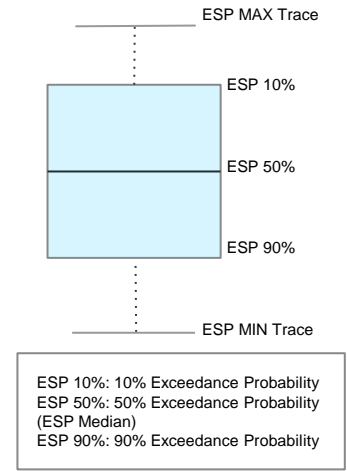 ESP MAX Trace
ESP 10%
ESP 50%
ESP 90%
ESP MIN Trace
ESP 10%: 10% Exceedance Probability
ESP 50%: 50% Exceedance Probability
(ESP Median)
ESP 90%: 90% Exceedance Probability